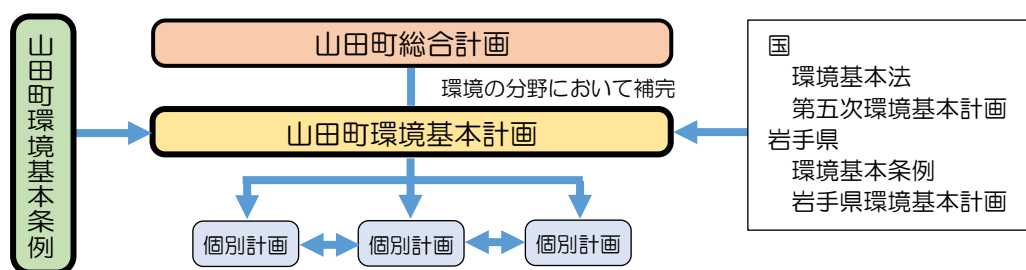 山田町環境基本条例
山田町総合計画
環境の分野において補完
山田町環境基本計画
個別計画
個別計画
個別計画
国
環境基本法
第五次環境基本計画
岩手県
環境基本条例
岩手県環境基本計画